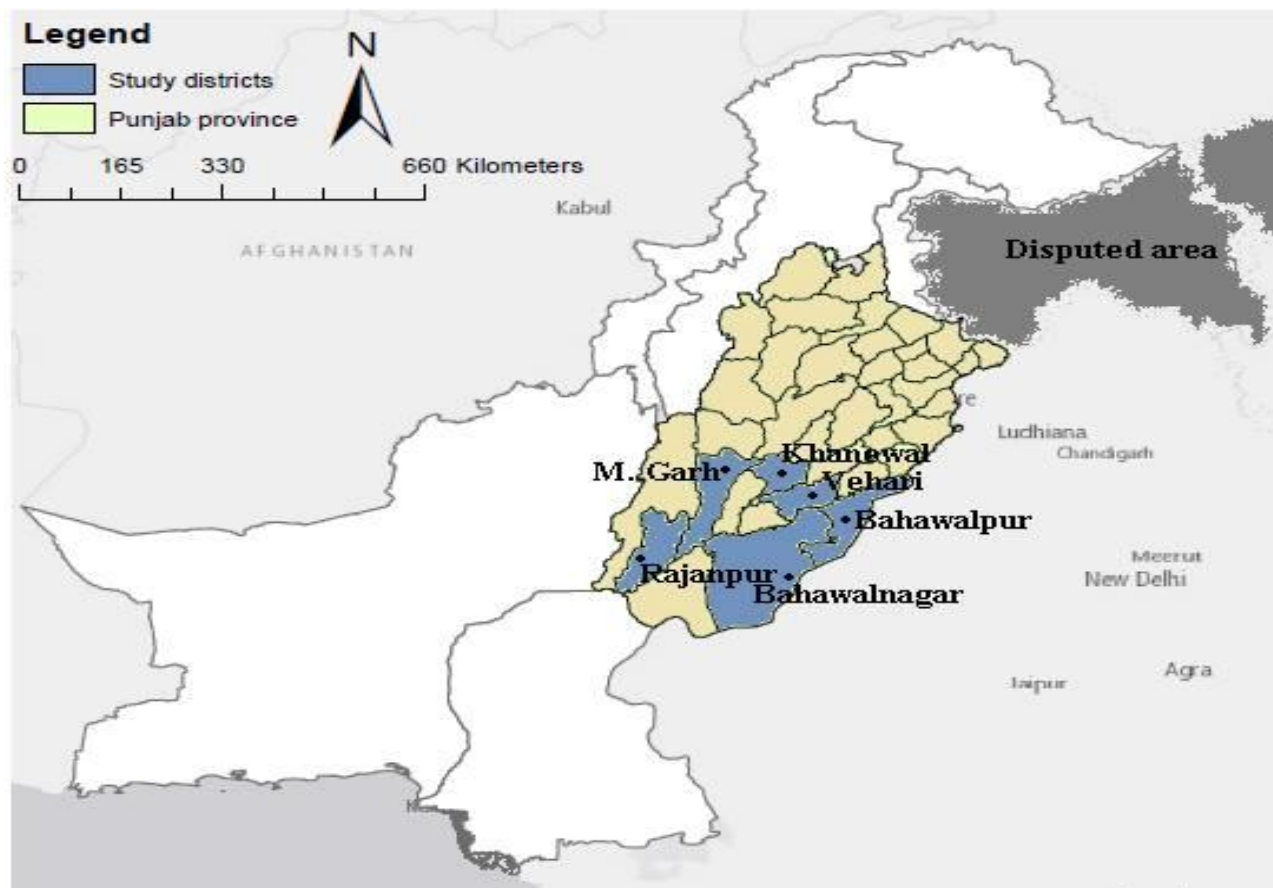 Legend
N
Study districts
Punjab province
0 165 330 660 Kilometers
Kabul
AFGHANISTAN
Disputed area
re
Ludhiana
Chandigarh
Khanewal
M..Garh
Vehari
Bahawalpur
Meerut
New Delhi
Rajanpur
Bahawalnagar
Agra
Jaipur